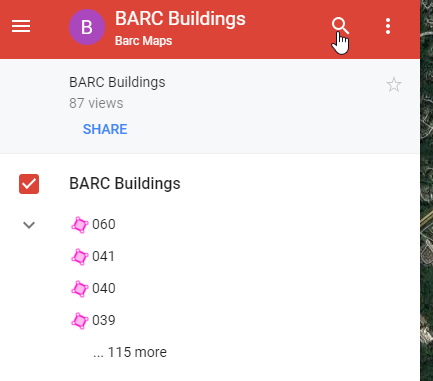 B
BARC Buildings
Barc Maps
BARC Buildings
87 views
SHARE
BARC Buildings
060
041
040
039
... 115 more